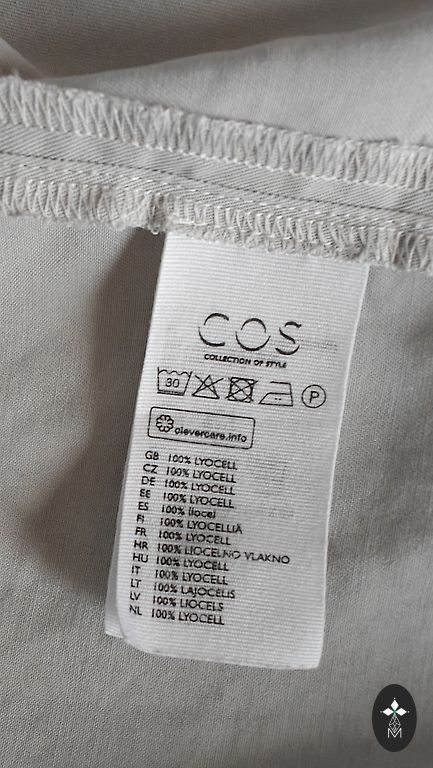 COS
COLLECTION OF STYLE
30
P
clevercare.info
GB 100% LYOCELL
CZ 100% LYOCELL
DE 100% LYOCELL
EE 100% LYOCELL
ES 100% liocel
FI 100% LYOCELLIÄ
FR 100% LYOCELL
HR 100% LIOCELNO VLAKNO
HU 100% LYOCELL
IT 100% LYOCELL
LT 100% LAJOCELIS
LV 100% LIOCELS
NL 100% LYOCELL
M